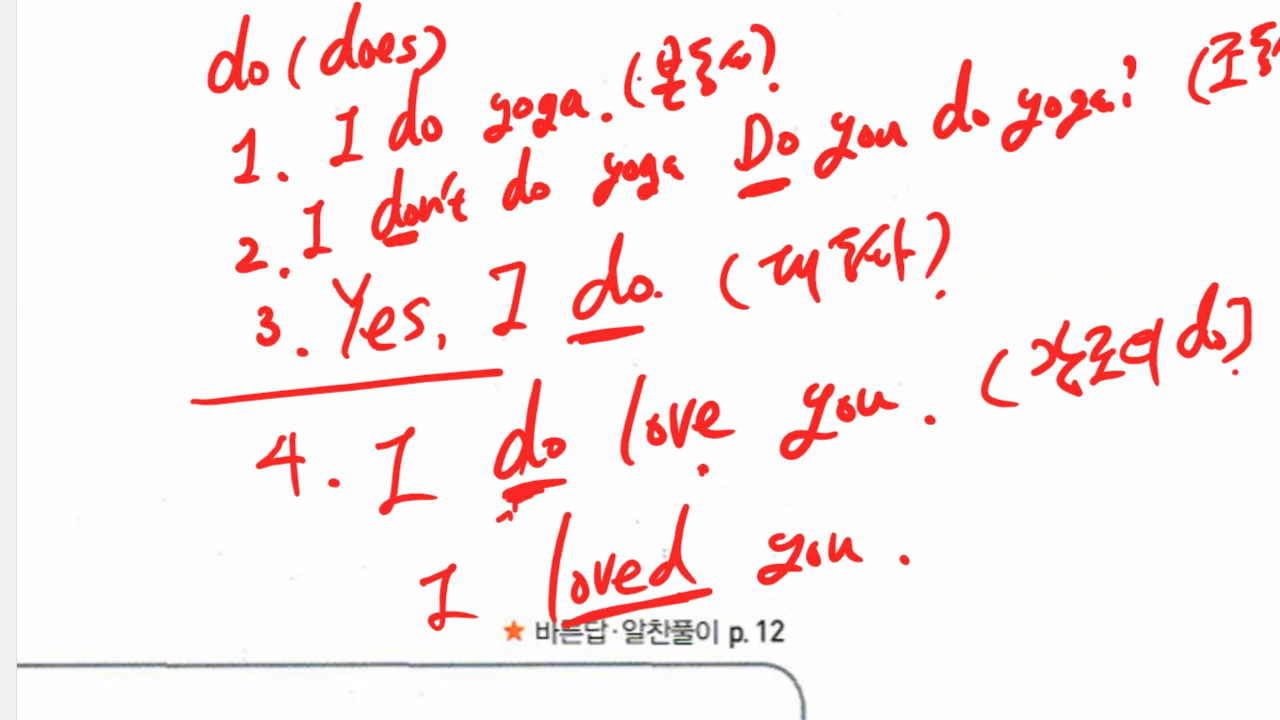 do (does)
1. I do yoga. (본동사)
2. I don't do yoga Do you do yoga? (조동
3. Yes, I do. (대동사)
4. I do love you. (강조의 do)
I loved you.
★ 바른답·알찬풀이 p. 12